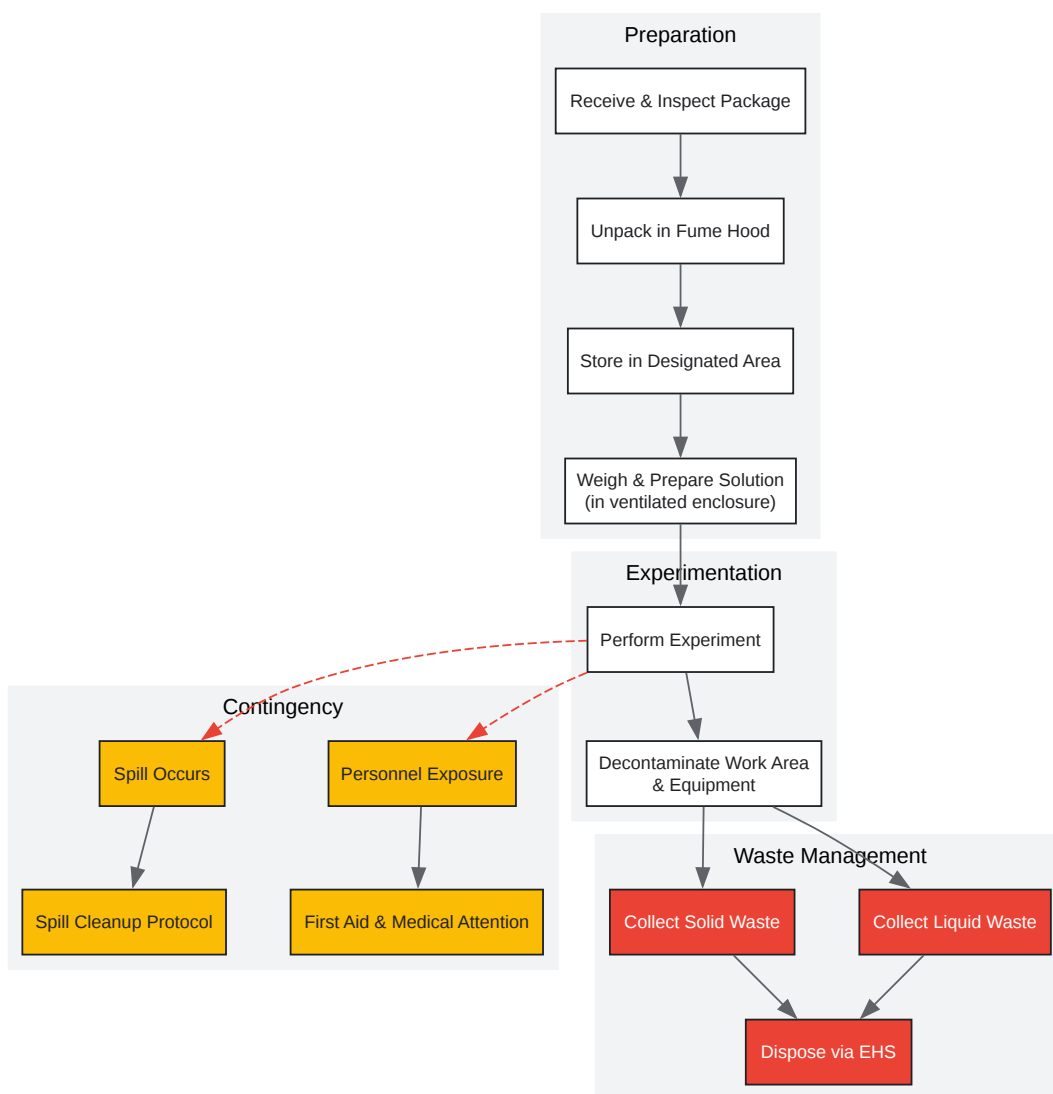 Preparation
Receive & Inspect Package
Unpack in Fume Hood
Store in Designated Area
Weigh & Prepare Solution
(in ventilated enclosure)
Experimentation
Perform Experiment
Decontaminate Work Area
& Equipment
Contingency
Spill Occurs
Personnel Exposure
Spill Cleanup Protocol
First Aid & Medical Attention
Waste Management
Collect Solid Waste
Collect Liquid Waste
Dispose via EHS